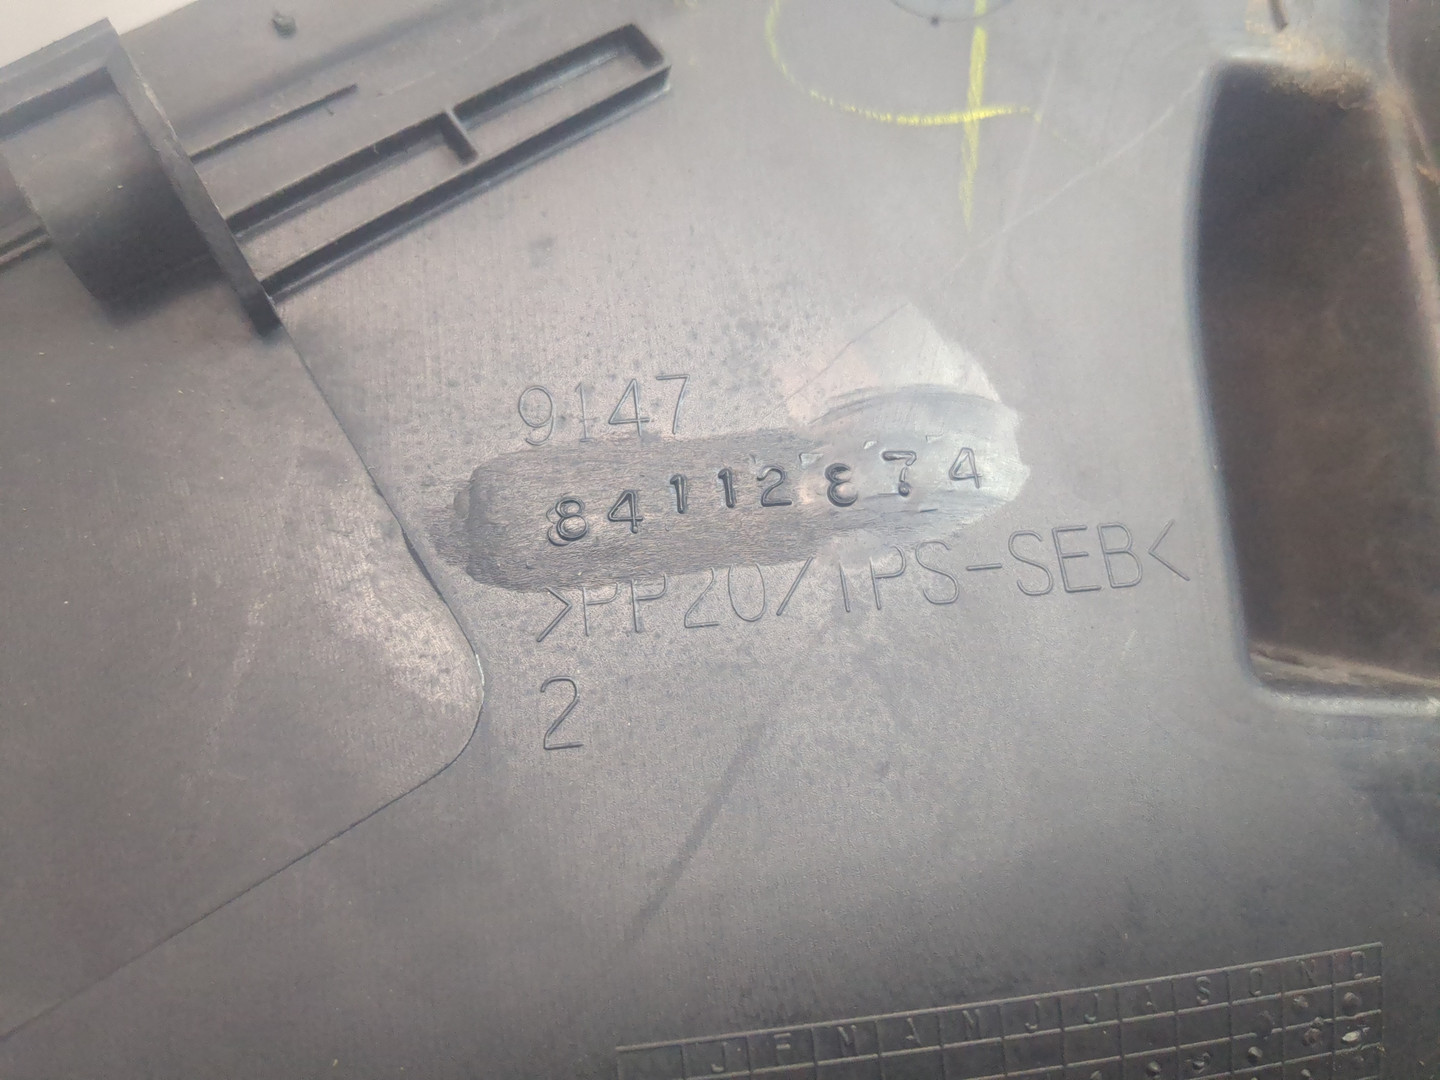 9147
84112874
>PP20/TPS-SEB<
2
J F M A M J J A S O N D